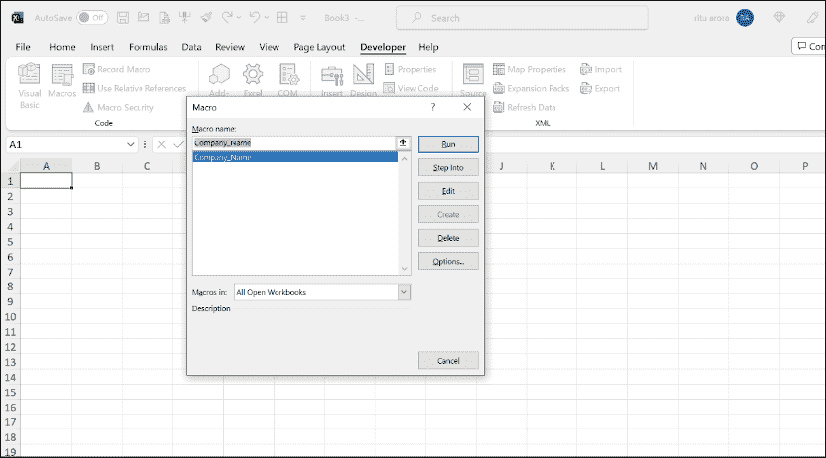 AutoSave Off Book3 - Search ritu arora
File Home Insert Formulas Data Review View Page Layout Developer Help Com
Visual Basic
Macros
Record Macro
Use Relative References
Macro Security
Code
Add-
Excel
COM
Insert
Design
Properties
View Code
Source
Map Properties
Expansion Packs
Refresh Data
Import
Export
XML
Macro ?
Macro name:
Company_Name
Company_Name
Run
Step Into
Edit
Create
Delete
Options...
Macros in: All Open Workbooks
Description
Cancel
A1
A B C J K L M N O P
1
2
3
4
5
6
7
8
9
10
11
12
13
14
15
16
17
18
19